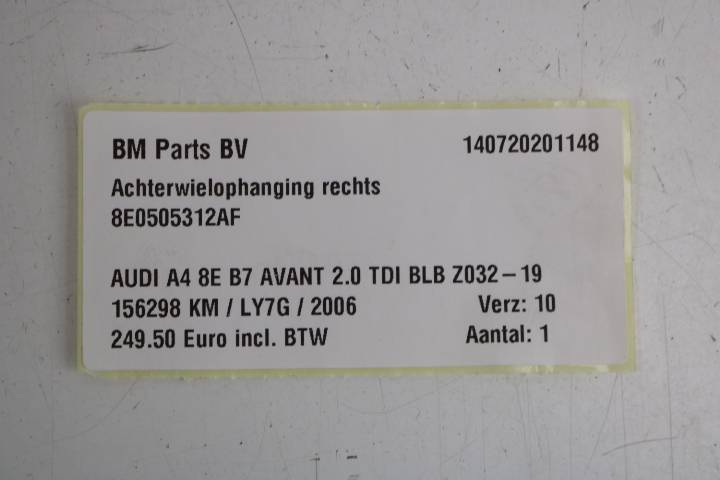 BM Parts BV 140720201148
Achterwielophanging rechts
8E0505312AF
AUDI A4 8E B7 AVANT 2.0 TDI BLB Z032-19
156298 KM / LY7G / 2006 Verz: 10
249.50 Euro incl. BTW Aantal: 1